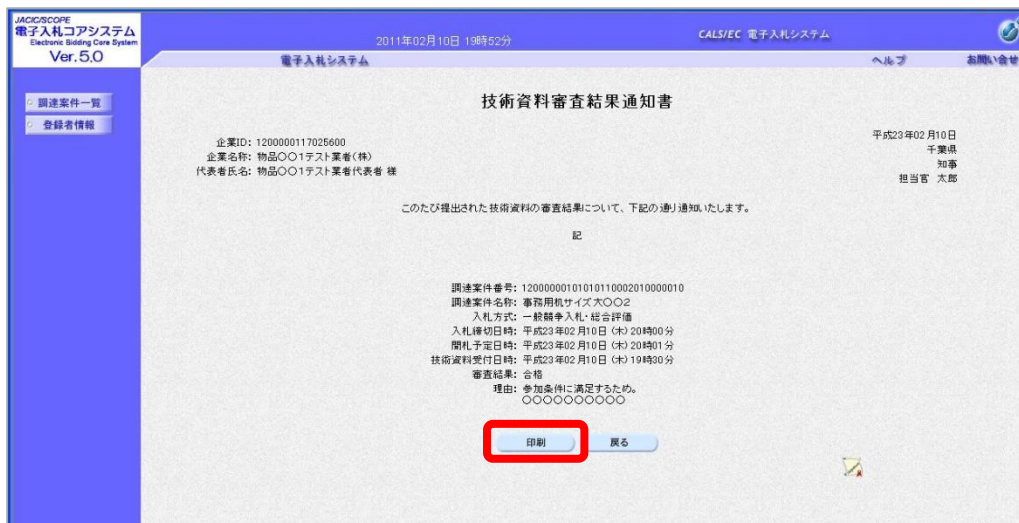 JACIC/SCOPE
電子入札コアシステム
Electronic Bidding Core System
Ver.5.0
2011年02月10日 19時52分
CALS/EC 電子入札システム
電子入札システム
ヘルプ
お問い合せ
調達案件一覧
登録者情報
技術資料審査結果通知書
平成23年02月10日
千葉県
知事
担当官 太郎
企業ID: 1200000117025600
企業名称: 物品〇〇1テスト業者(株)
代表者氏名: 物品〇〇1テスト業者代表者 様
このたび提出された技術資料の審査結果について、下記の通り通知いたします。
記
調達案件番号: 1200000010101011000201000010
調達案件名称: 事務用机サイズ大〇〇2
入札方式: 一般競争入札・総合評価
入札締切日時: 平成23年02月10日 (木) 20時00分
開札予定日時: 平成23年02月10日 (木) 20時01分
技術資料受付日時: 平成23年02月10日 (木) 19時30分
審査結果: 合格
理由: 参加条件に満足するため。
〇〇〇〇〇〇〇〇〇〇
印刷
戻る